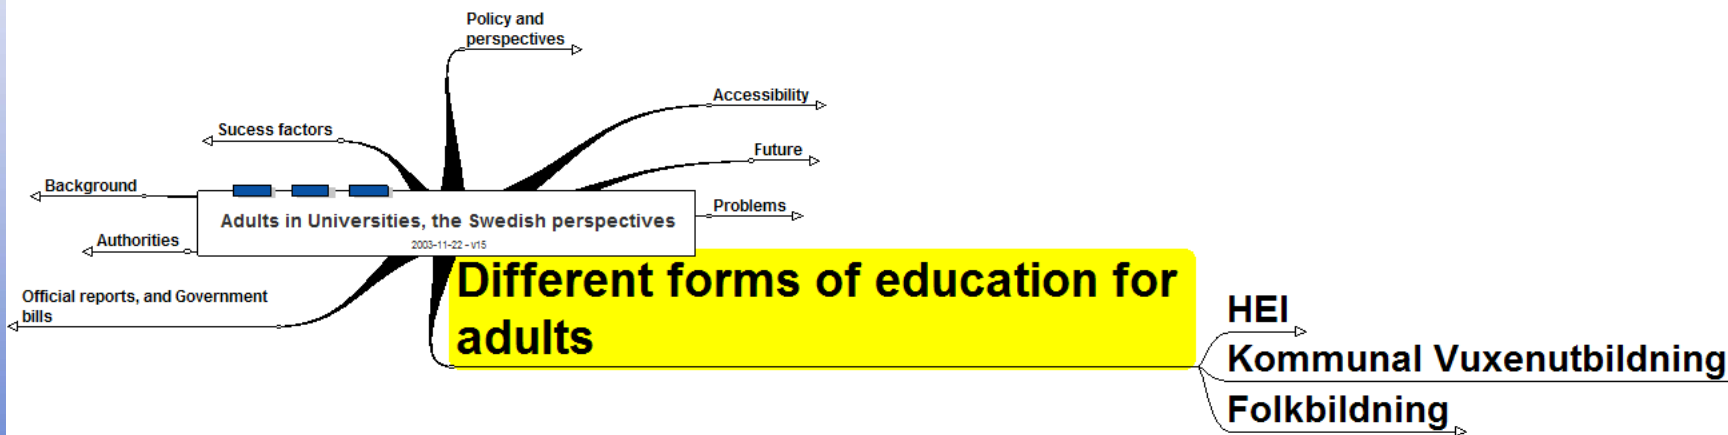 Policy and
perspectives
Accessibility
Sucess factors
Future
Background
Problems
Adults in Universities, the Swedish perspectives
2003-11-22 - v15
Authorities
Different forms of education for
adults
Official reports, and Government
bills
HEI
Kommunal Vuxenutbildning
Folkbildning